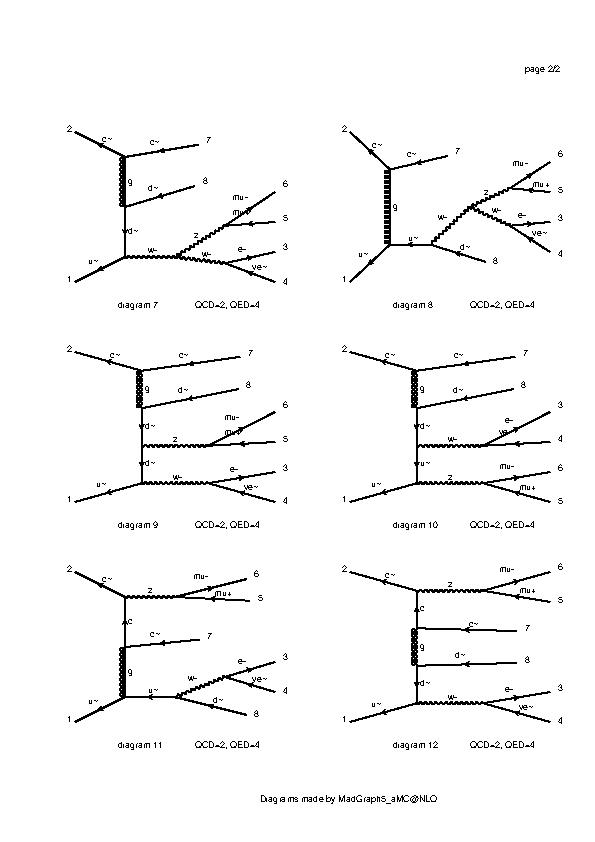 page 2/2
2 c~ c~ 7
g d~ 8
mu- 6
z mu+ 5
d~ w- w- e- 3
1 u~ ve~ 4
diagram 7 QCD=2, QED=4
2 c~ c~ 7
mu- 6
z mu+ 5
g w- w- e- 3
ve~ 4
1 u~ u~ d~ 8
diagram 8 QCD=2, QED=4
2 c~ c~ 7
g d~ 8
d~ mu- 6
z mu+ 5
d~ e- 3
1 u~ w- ve~ 4
diagram 9 QCD=2, QED=4
2 c~ c~ 7
g d~ 8
d~ e- 3
w- ve~ 4
u~ mu- 6
1 u~ z mu+ 5
diagram 10 QCD=2, QED=4
2 c~ z mu- 6
mu+ 5
c c~ 7
g w- e- 3
ve~ 4
1 u~ u~ d~ 8
diagram 11 QCD=2, QED=4
2 c~ z mu- 6
mu+ 5
c c~ 7
g d~ 8
d~ e- 3
1 u~ w- ve~ 4
diagram 12 QCD=2, QED=4
Diagrams made by MadGraph5_aMC@NLO